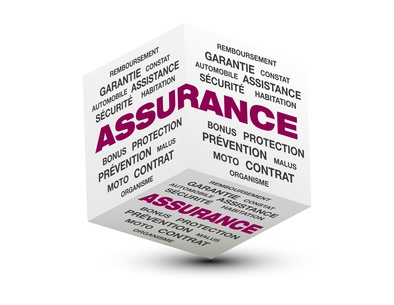 REMBOURSEMENT
GARANTIE CONSTAT
AUTOMOBILE ASSISTANCE
SÉCURITÉ HABITATION
REMBOURSEMENT
GARANTIE CONSTAT
AUTOMOBILE ASSISTANCE
SÉCURITÉ HABITATION
ASSURANCE
BONUS PROTECTION
PRÉVENTION MALUS
MOTO CONTRAT
ORGANISME
BONUS PROTECTION
PRÉVENTION MALUS
MOTO CONTRAT
ORGANISME
REMBOURSEMENT
GARANTIE CONSTAT
AUTOMOBILE ASSISTANCE
SÉCURITÉ HABITATION
ASSURANCE
BONUS PROTECTION
PRÉVENTION MALUS
MOTO CONTRAT
ORGANISME